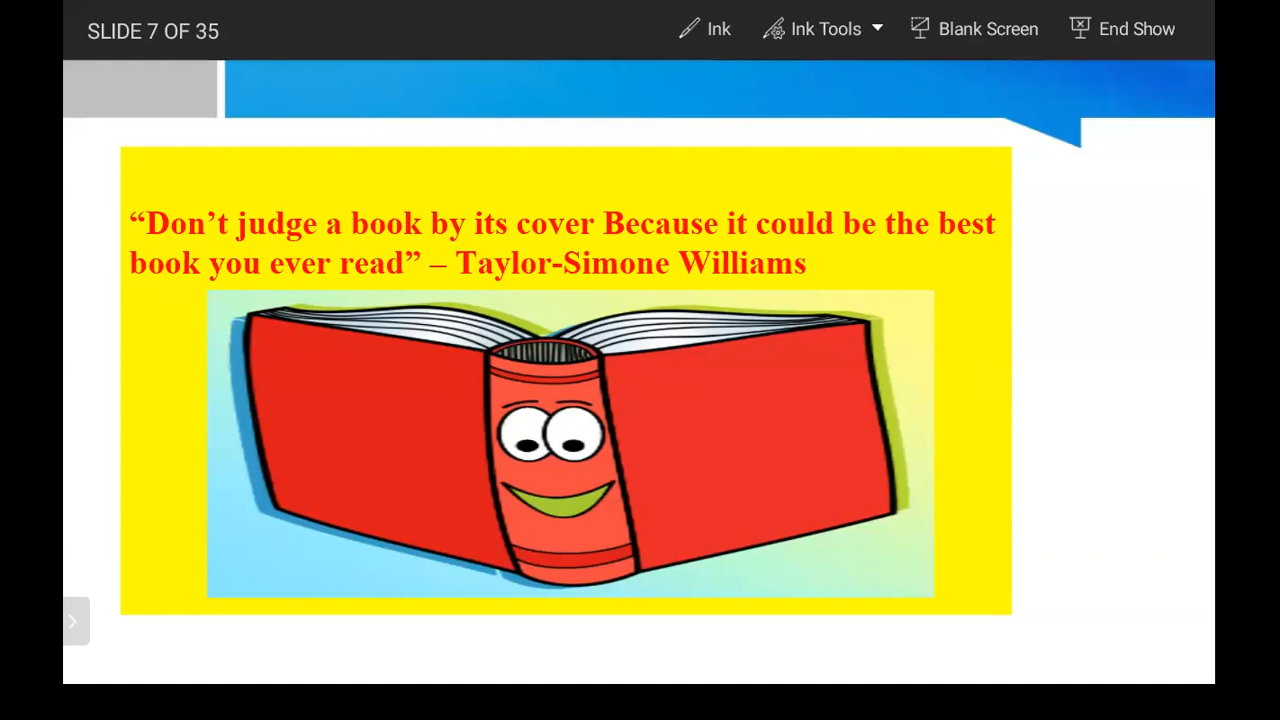 SLIDE 7 OF 35
Ink
Ink Tools
Blank Screen
End Show
“Don’t judge a book by its cover Because it could be the best
book you ever read” – Taylor-Simone Williams